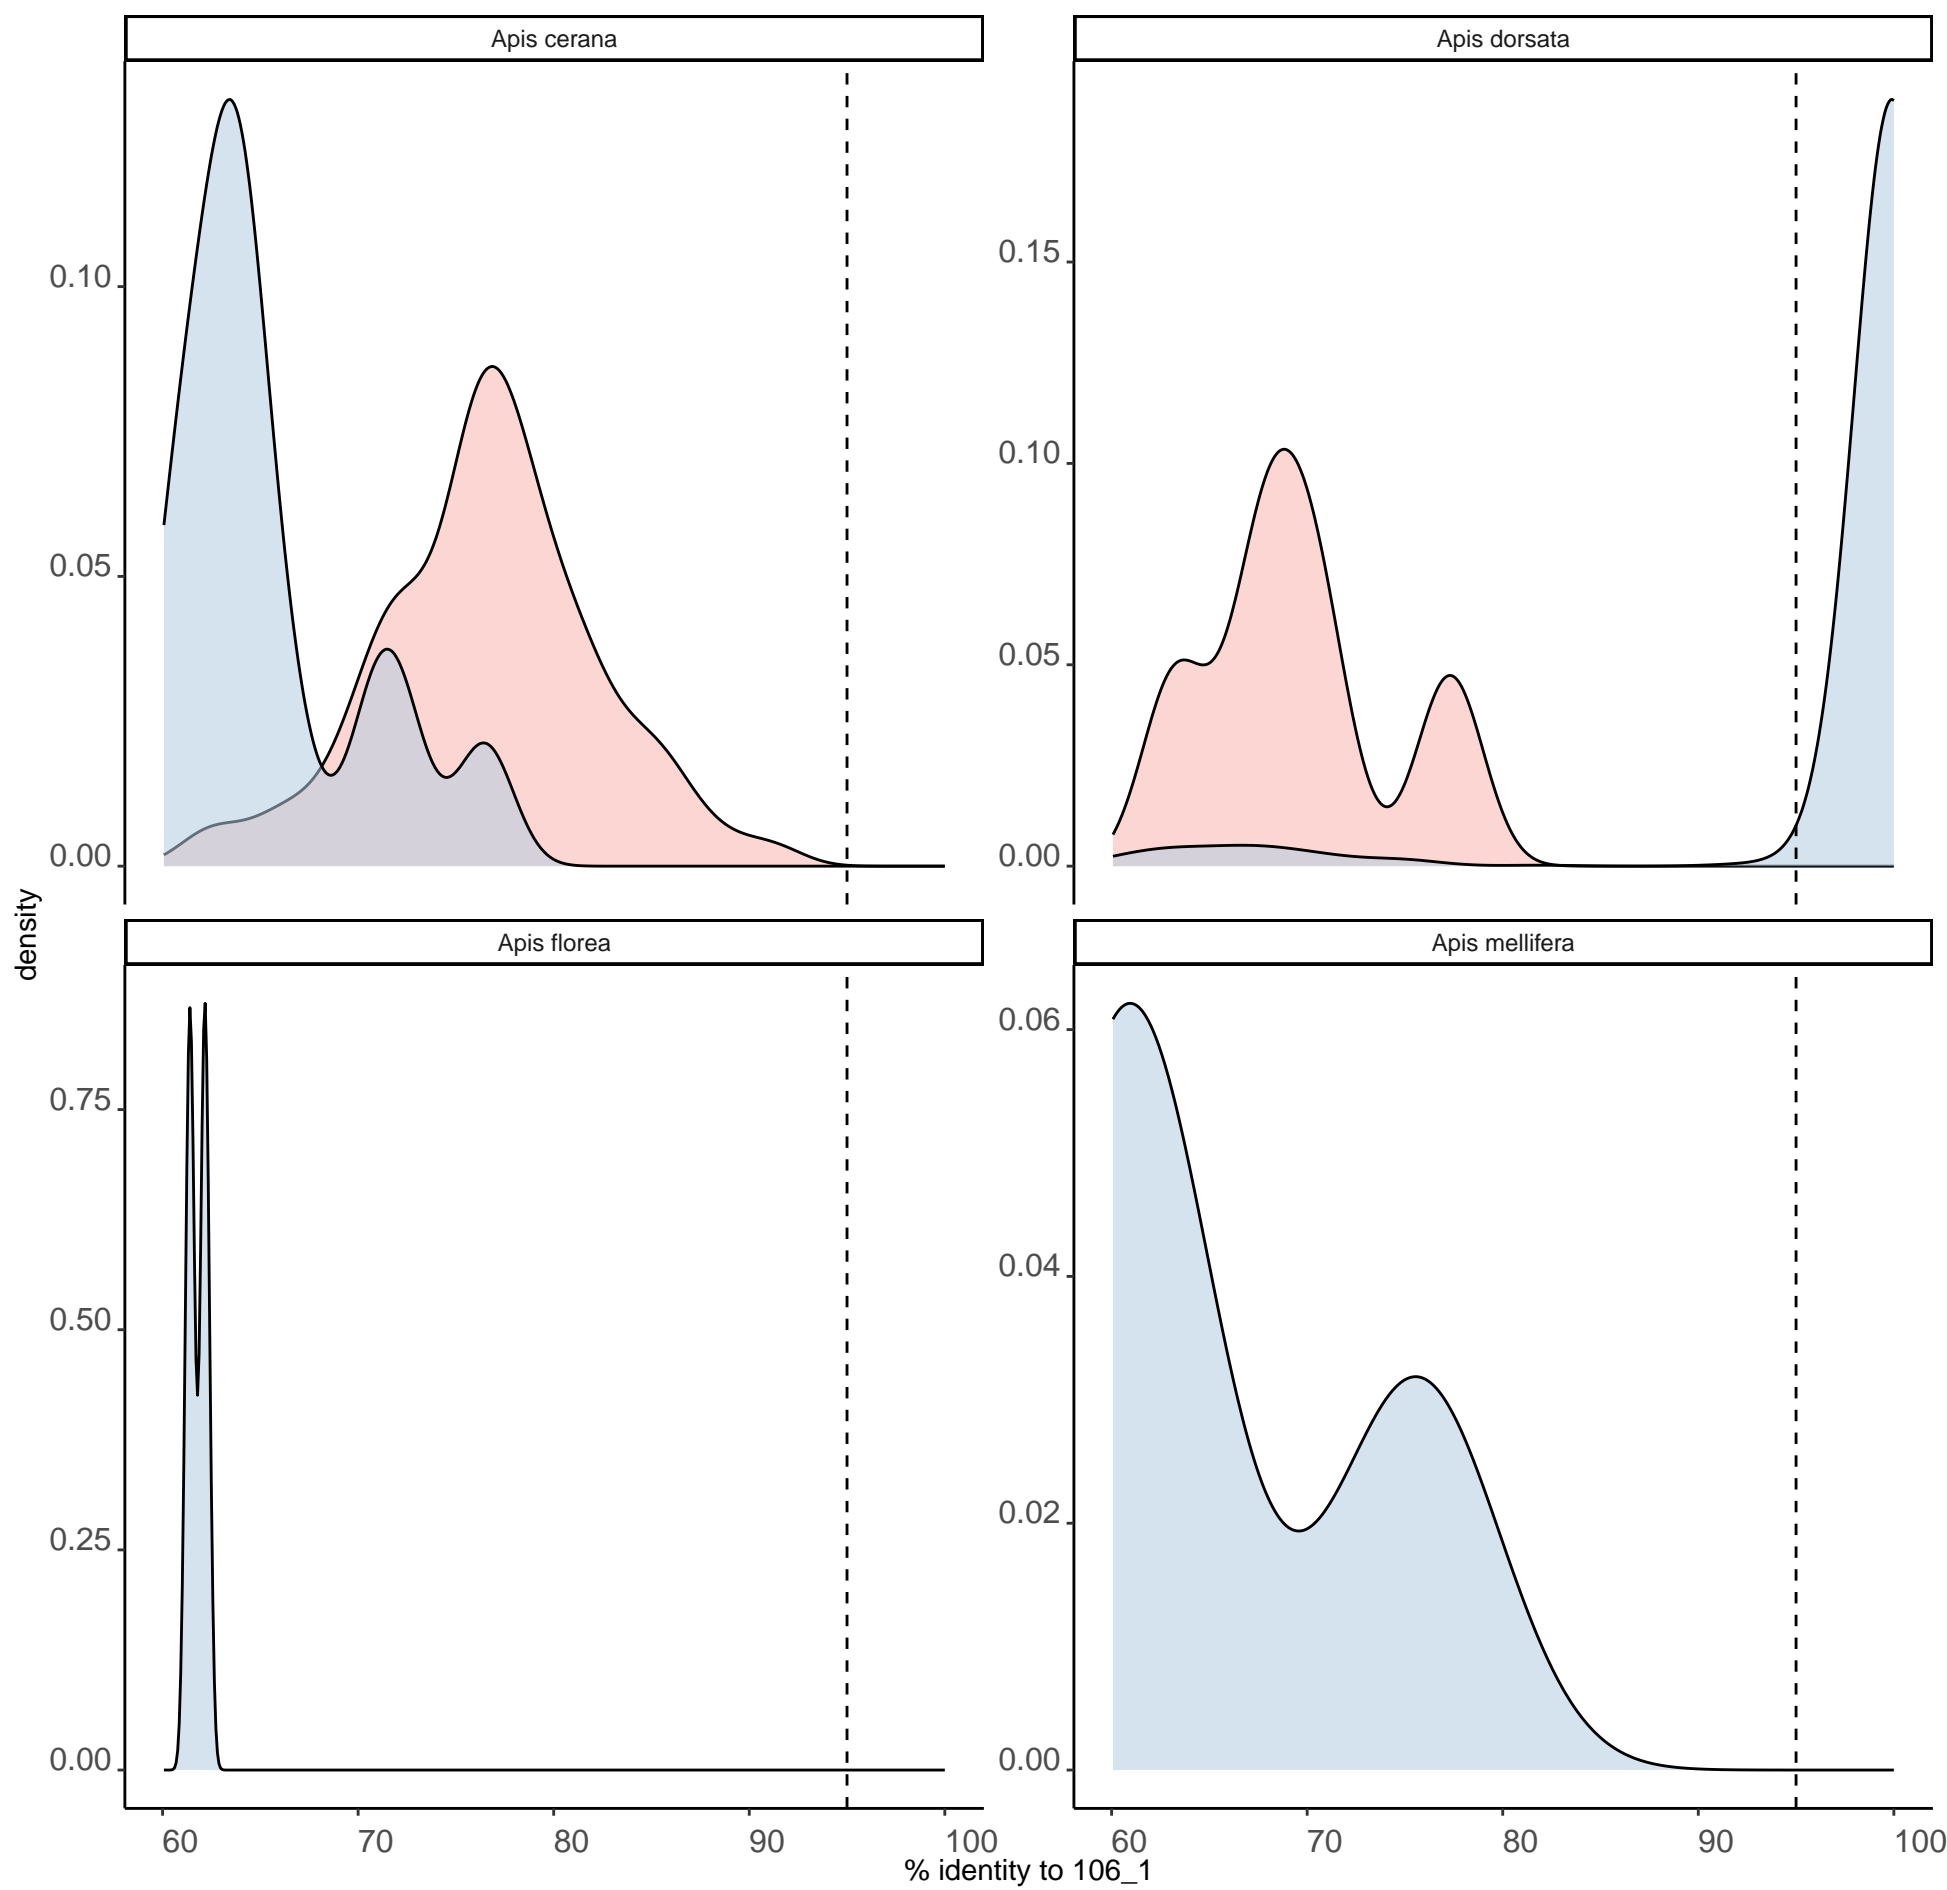 Apis cerana
Apis dorsata
0.10
0.05
0.00
0.15
0.10
0.05
0.00
density
Apis florea
Apis mellifera
0.75
0.50
0.25
0.00
0.06
0.04
0.02
0.00
60 70 80 90 100
60 70 80 90 100
% identity to 106_1